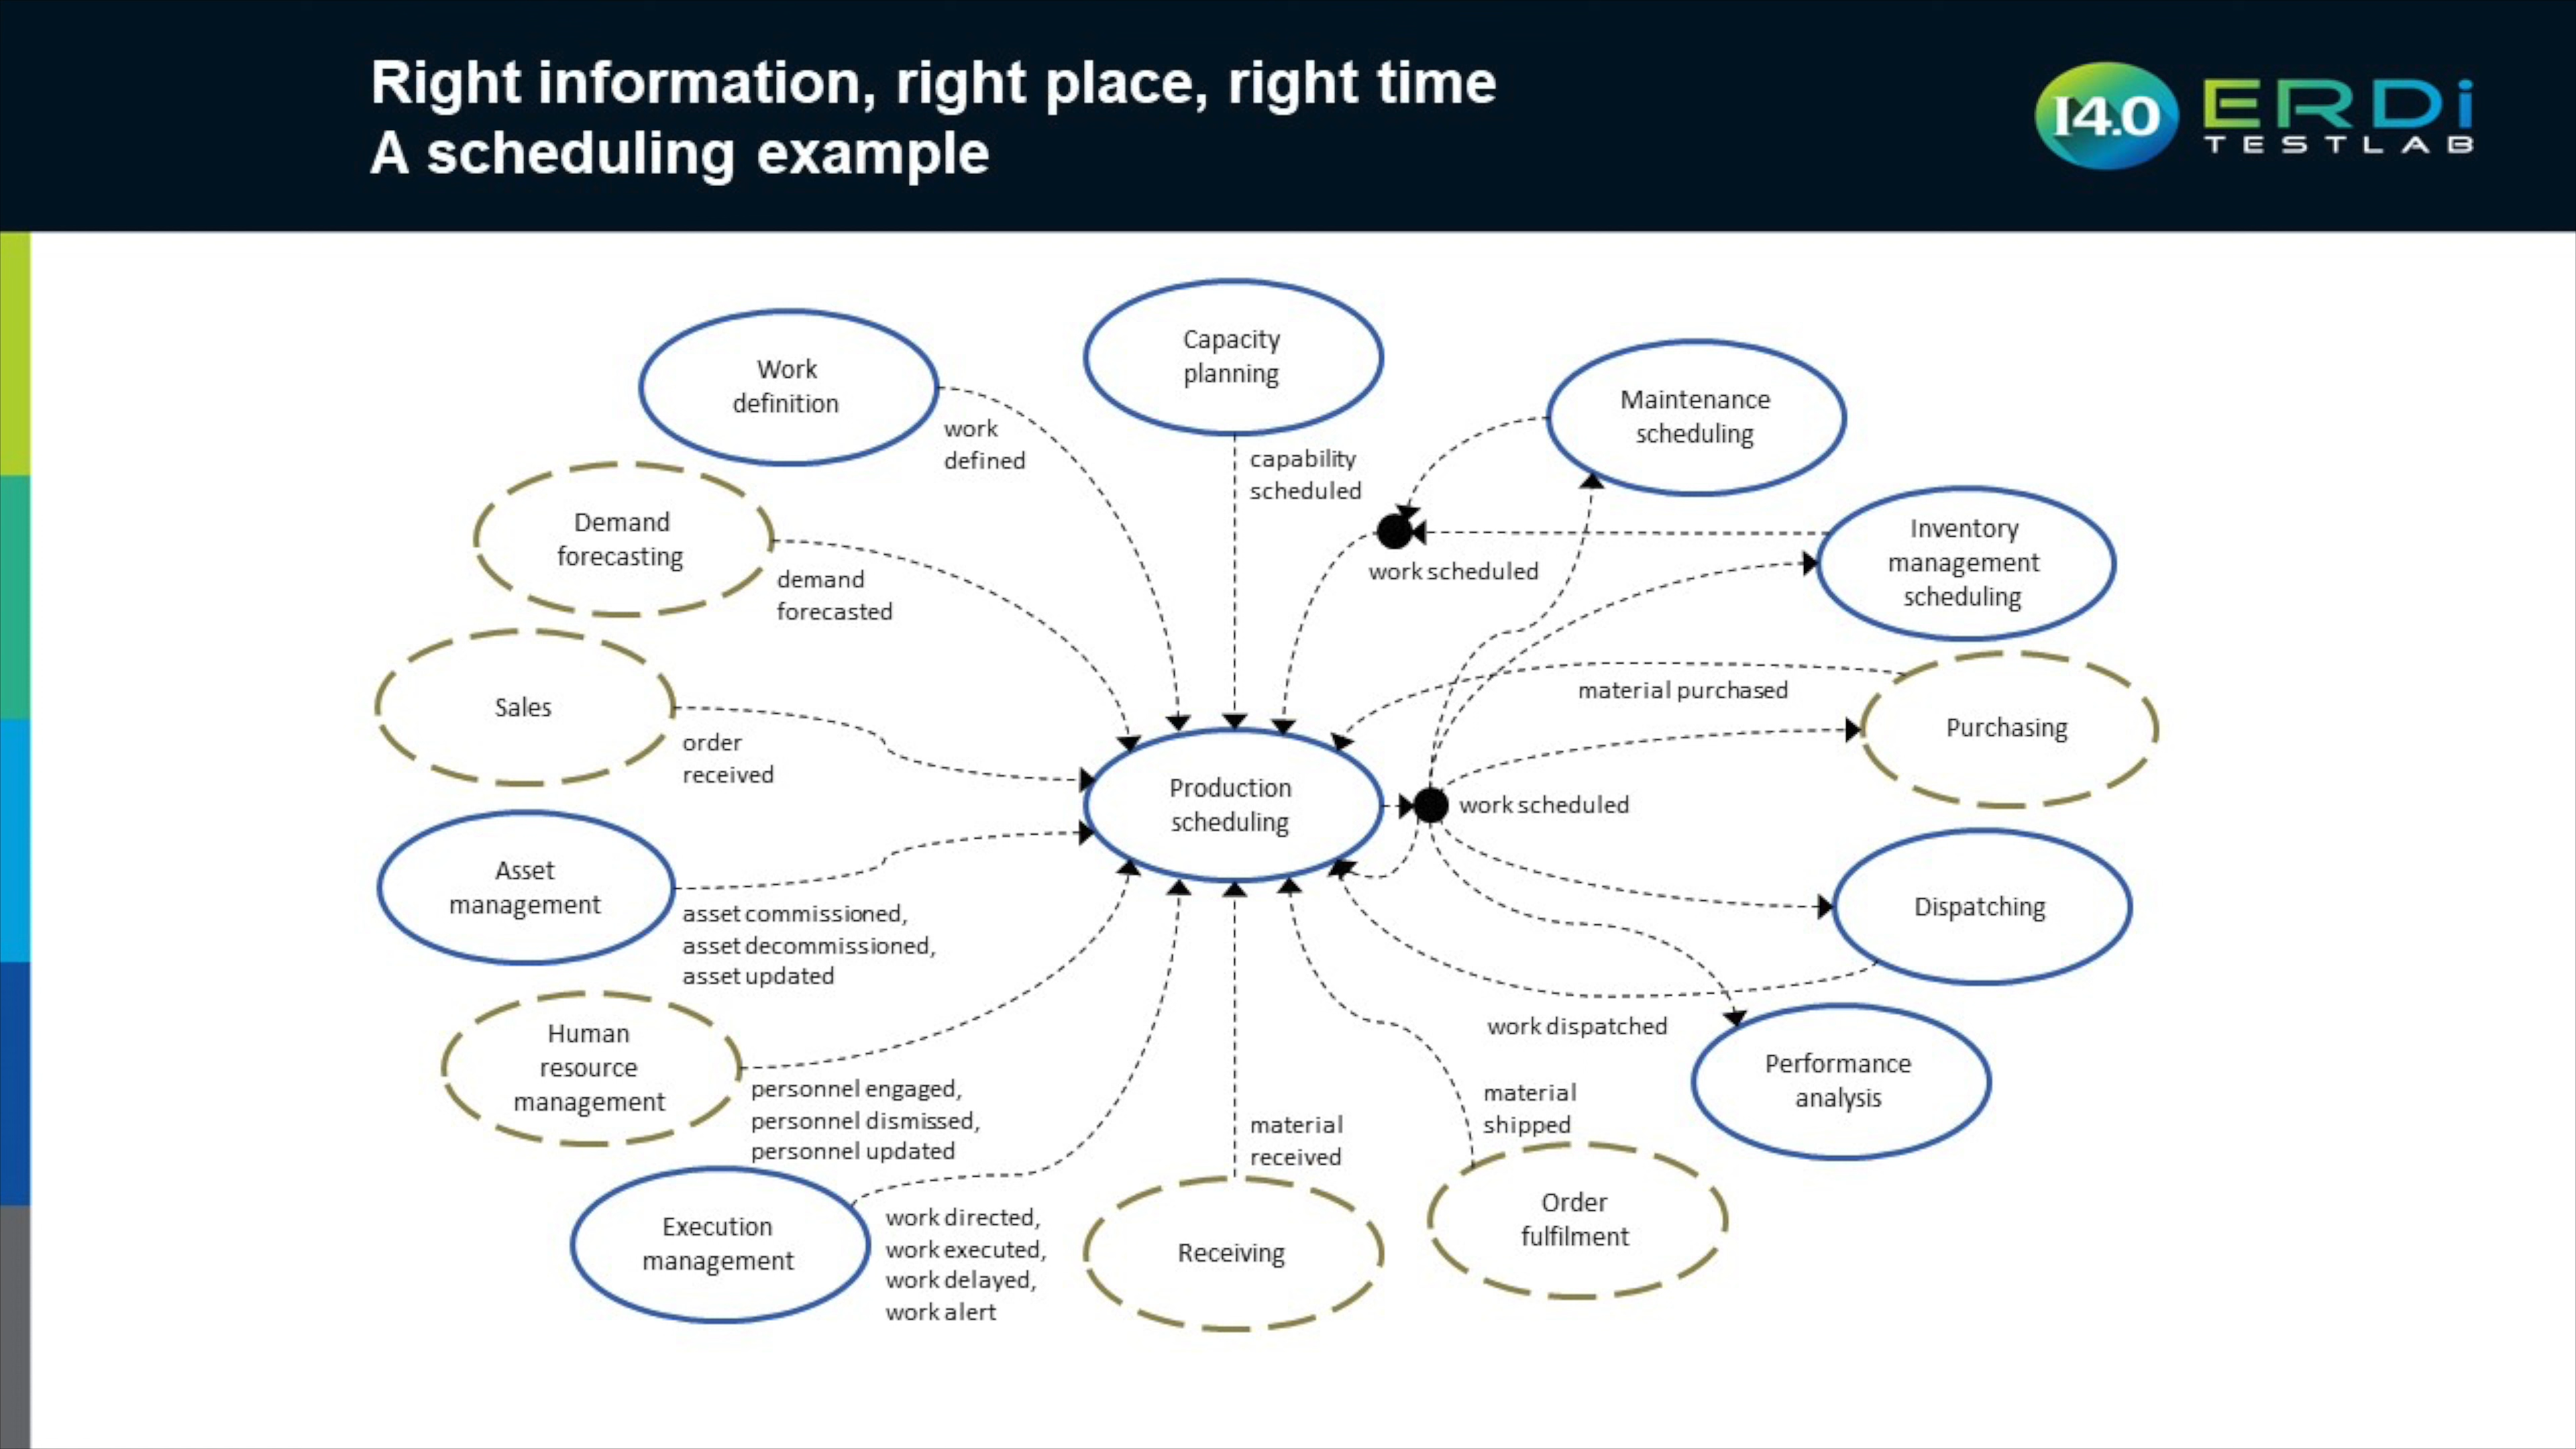 Right information, right place, right time
A scheduling example
I4.0 ERDi
TESTLAB
Work
definition
work
defined
Capacity
planning
capability
scheduled
Maintenance
scheduling
Demand
forecasting
demand
forecasted
work scheduled
Inventory
management
scheduling
Sales
order
received
material purchased
Purchasing
Production
scheduling
work scheduled
Asset
management
asset commissioned,
asset decommissioned,
asset updated
Dispatching
work dispatched
Human
resource
management
personnel engaged,
personnel dismissed,
personnel updated
Performance
analysis
Execution
management
work directed,
work executed,
work delayed,
work alert
material
received
Receiving
material
shipped
Order
fulfilment